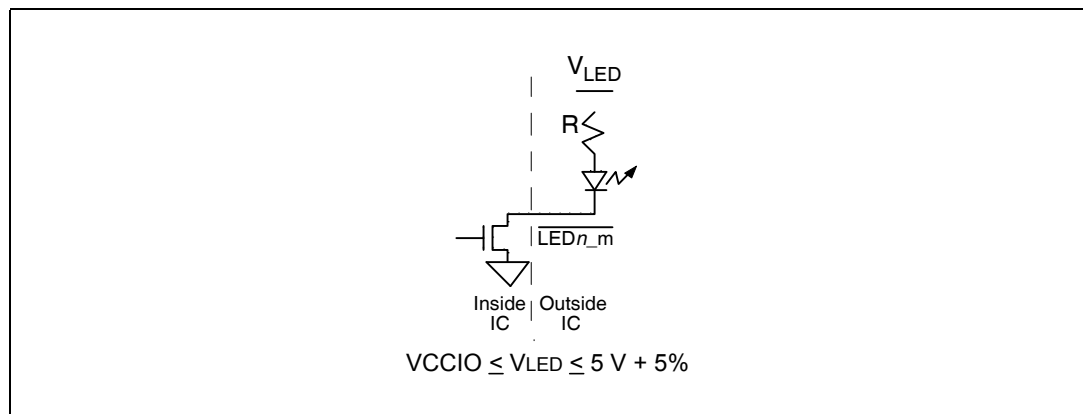 VLED
R
LEDn_m
Inside Outside
IC IC
VCCIO ≤ VLED ≤ 5 V + 5%